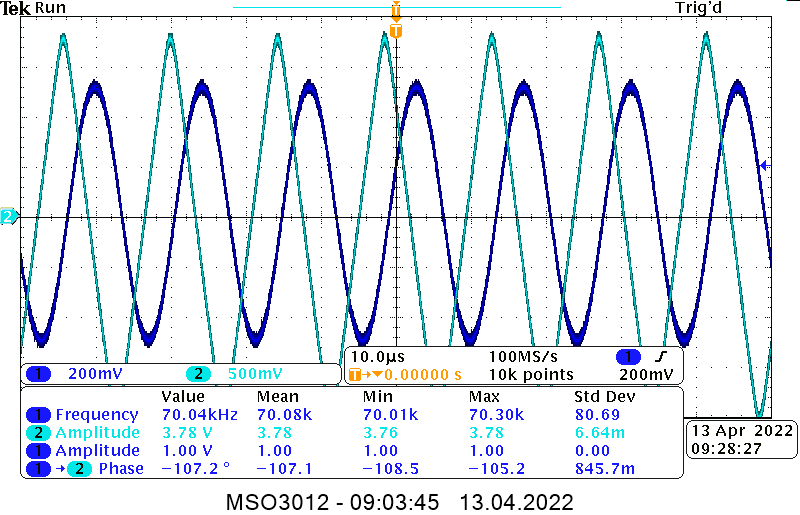 Tek Run Trig'd
T
T
2
1 200mV 2 500mV
10.0µs 100MS/s 1
T→▼0.00000 s 10k points 200mV
Value Mean Min Max Std Dev
1 Frequency 70.04kHz 70.08k 70.01k 70.30k 80.69
2 Amplitude 3.78 V 3.78 3.76 3.78 6.64m
1 Amplitude 1.00 V 1.00 1.00 1.00 0.00
1 → 2 Phase −107.2 ° −107.1 −108.5 −105.2 845.7m
13 Apr 2022
09:28:27
MSO3012 - 09:03:45 13.04.2022